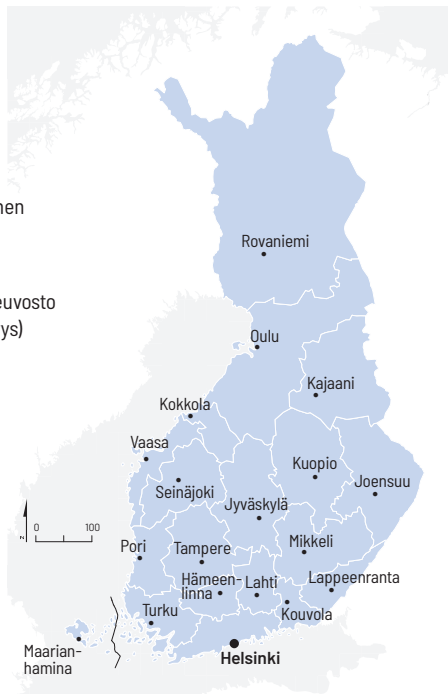 nen
Rovaniemi
euvosto
ys)
Oulu
Kajaani
Kokkola
Vaasa
Kuopio
Joensuu
Seinäjoki
Jyväskylä
N
0 100
Pori
Tampere
Mikkeli
Hämeen-
linna
Lahti
Lappeenranta
Kouvola
Turku
Maarian-
hamina
Helsinki